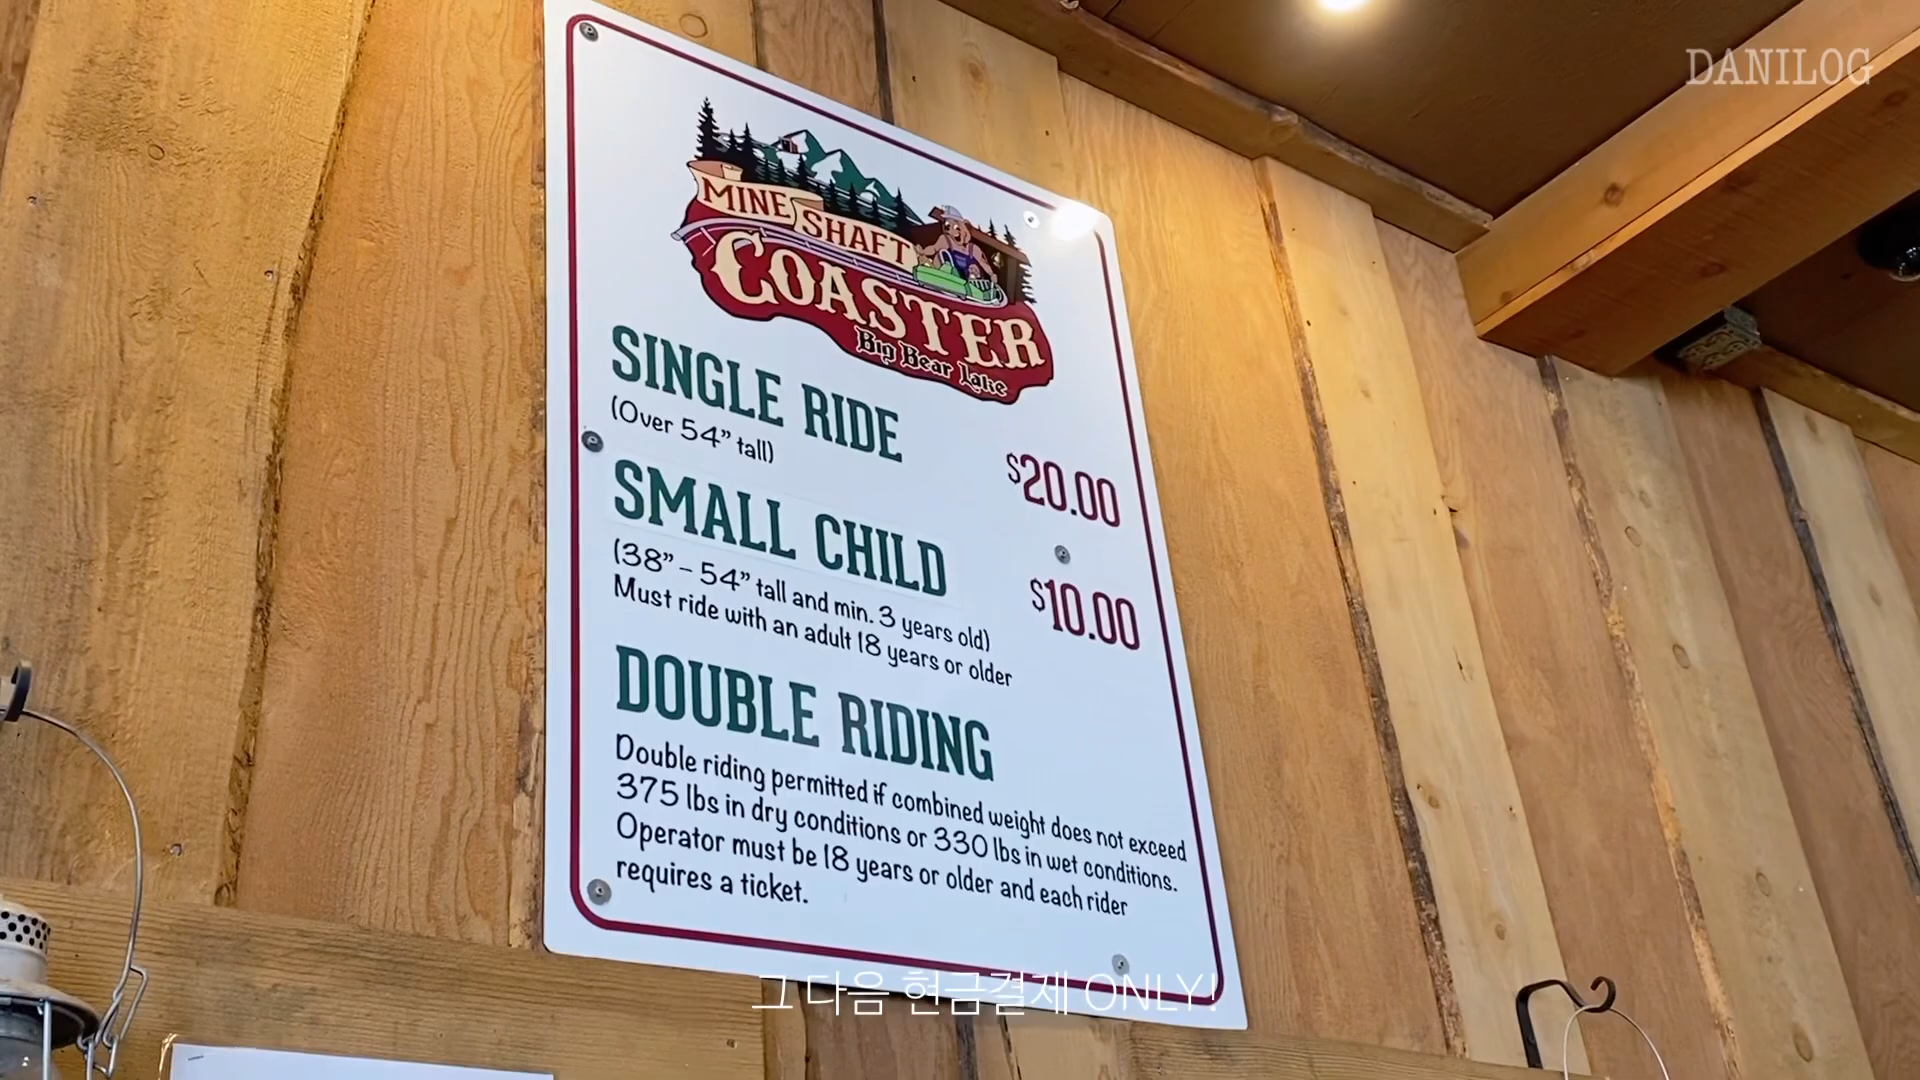 DANILOG
MINE SHAFT
COASTER
Big Bear Lake
SINGLE RIDE
(Over 54” tall)
$20.00
SMALL CHILD
(38” – 54” tall and min. 3 years old)
Must ride with an adult 18 years or older
$10.00
DOUBLE RIDING
Double riding permitted if combined weight does not exceed
375 lbs in dry conditions or 330 lbs in wet conditions.
Operator must be 18 years or older and each rider
requires a ticket.
그 다음 현금결제 ONLY!